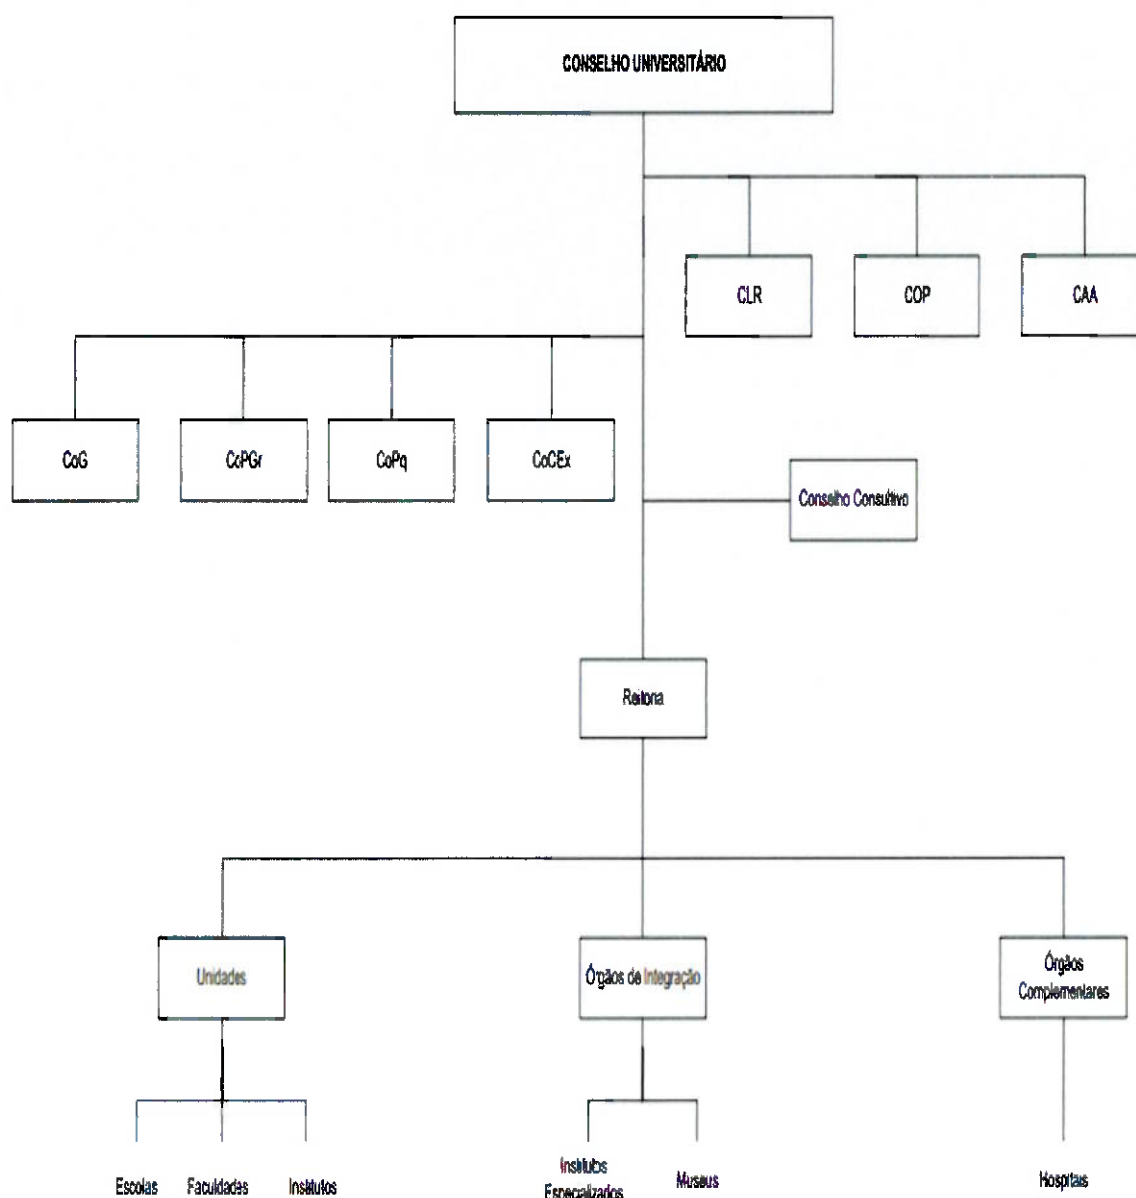 CONSELHO UNIVERSITÁRIO
CLR
COP
CAA
CoG
CoPGr
CoPq
CoCEx
Conselho Consultivo
Reitoria
Unidades
Órgãos de Integração
Órgãos
Complementares
Escolas
Faculdades
Institutos
Institutos
Especializados
Museus
Hospitais